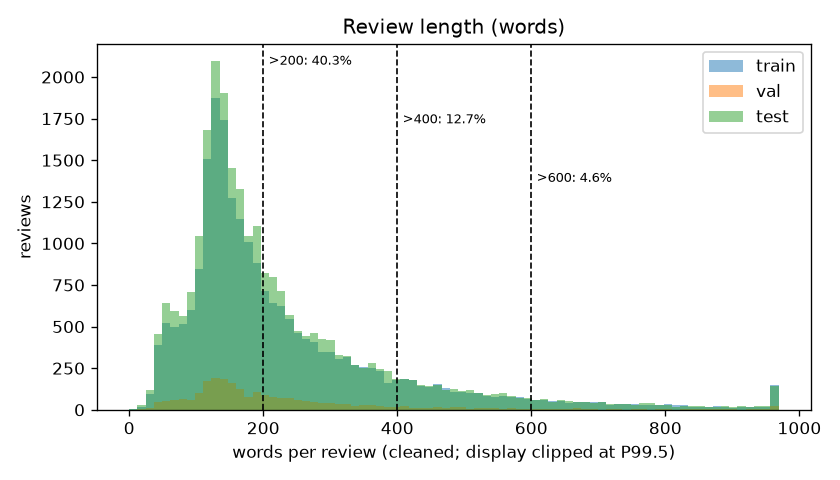 Review length (words)
>200: 40.3%
>400: 12.7%
>600: 4.6%
train
val
test
reviews
2000
1750
1500
1250
1000
750
500
250
0
0 200 400 600 800 1000
words per review (cleaned; display clipped at P99.5)